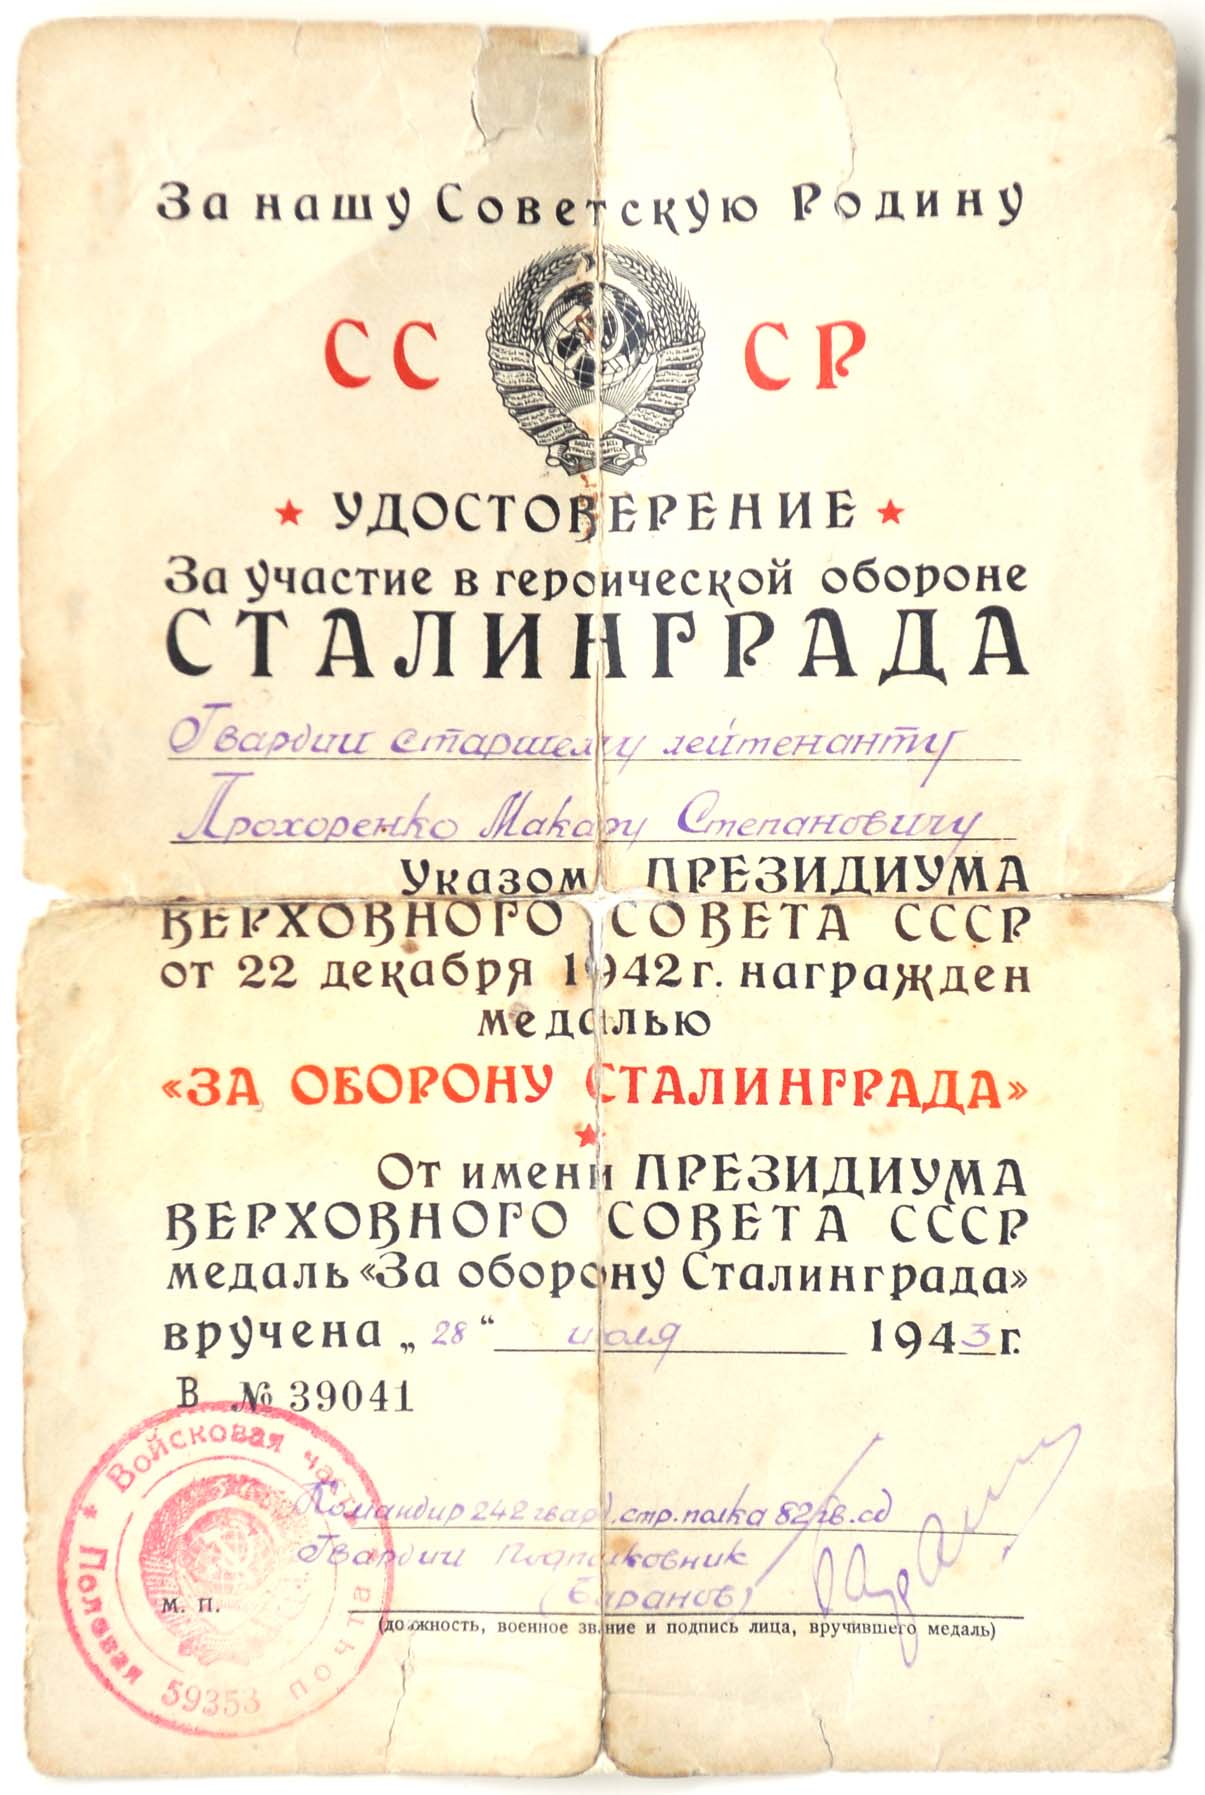 За нашу Советскую Родину
СССР
УДОСТОВЕРЕНИЕ
За участие в героической обороне
СТАЛИНГРАДА
Гвардии старшему лейтенанту
Прохоренко Макару Степановичу
Указом ПРЕЗИДИУМА
ВЕРХОВНОГО СОВЕТА СССР
от 22 декабря 1942 г. награжден
медалью
«ЗА ОБОРОНУ СТАЛИНГРАДА»
От имени ПРЕЗИДИУМА
ВЕРХОВНОГО СОВЕТА СССР
медаль «За оборону Сталинграда»
вручена „28“ июля 1943 г.
В № 39041
Командир 242 гвард. стр. полка 82 гв. сд
Гвардии Подполковник
(Баранов)
М. П.
(должность, военное звание и подпись лица, вручившего медаль)
Войсковая часть
Полевая почта
59353